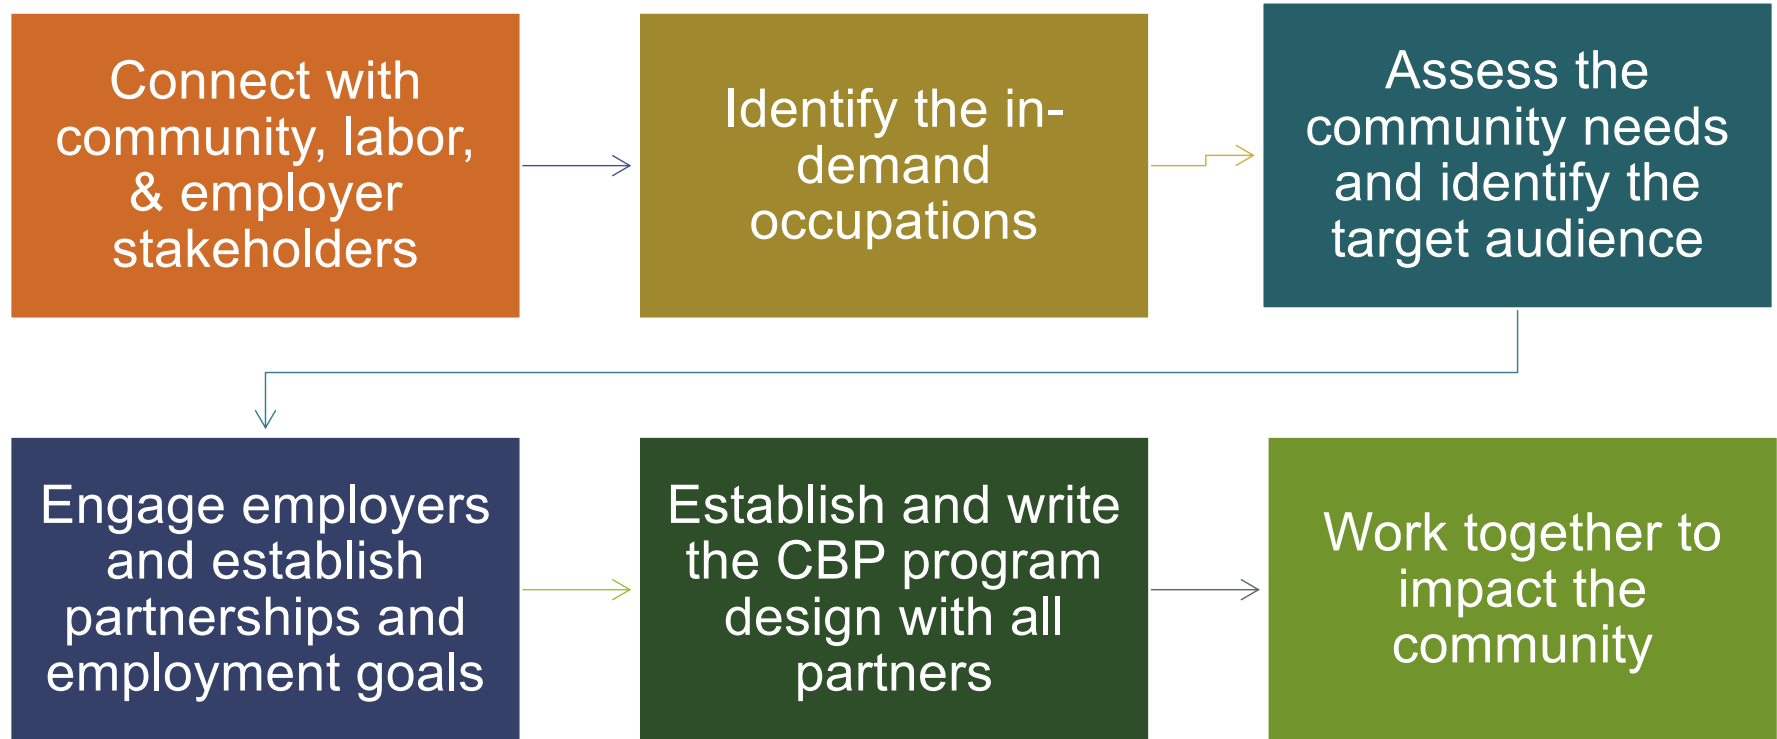 Connect with
community, labor,
& employer
stakeholders
Identify the in-
demand
occupations
Assess the
community needs
and identify the
target audience
Engage employers
and establish
partnerships and
employment goals
Establish and write
the CBP program
design with all
partners
Work together to
impact the
community